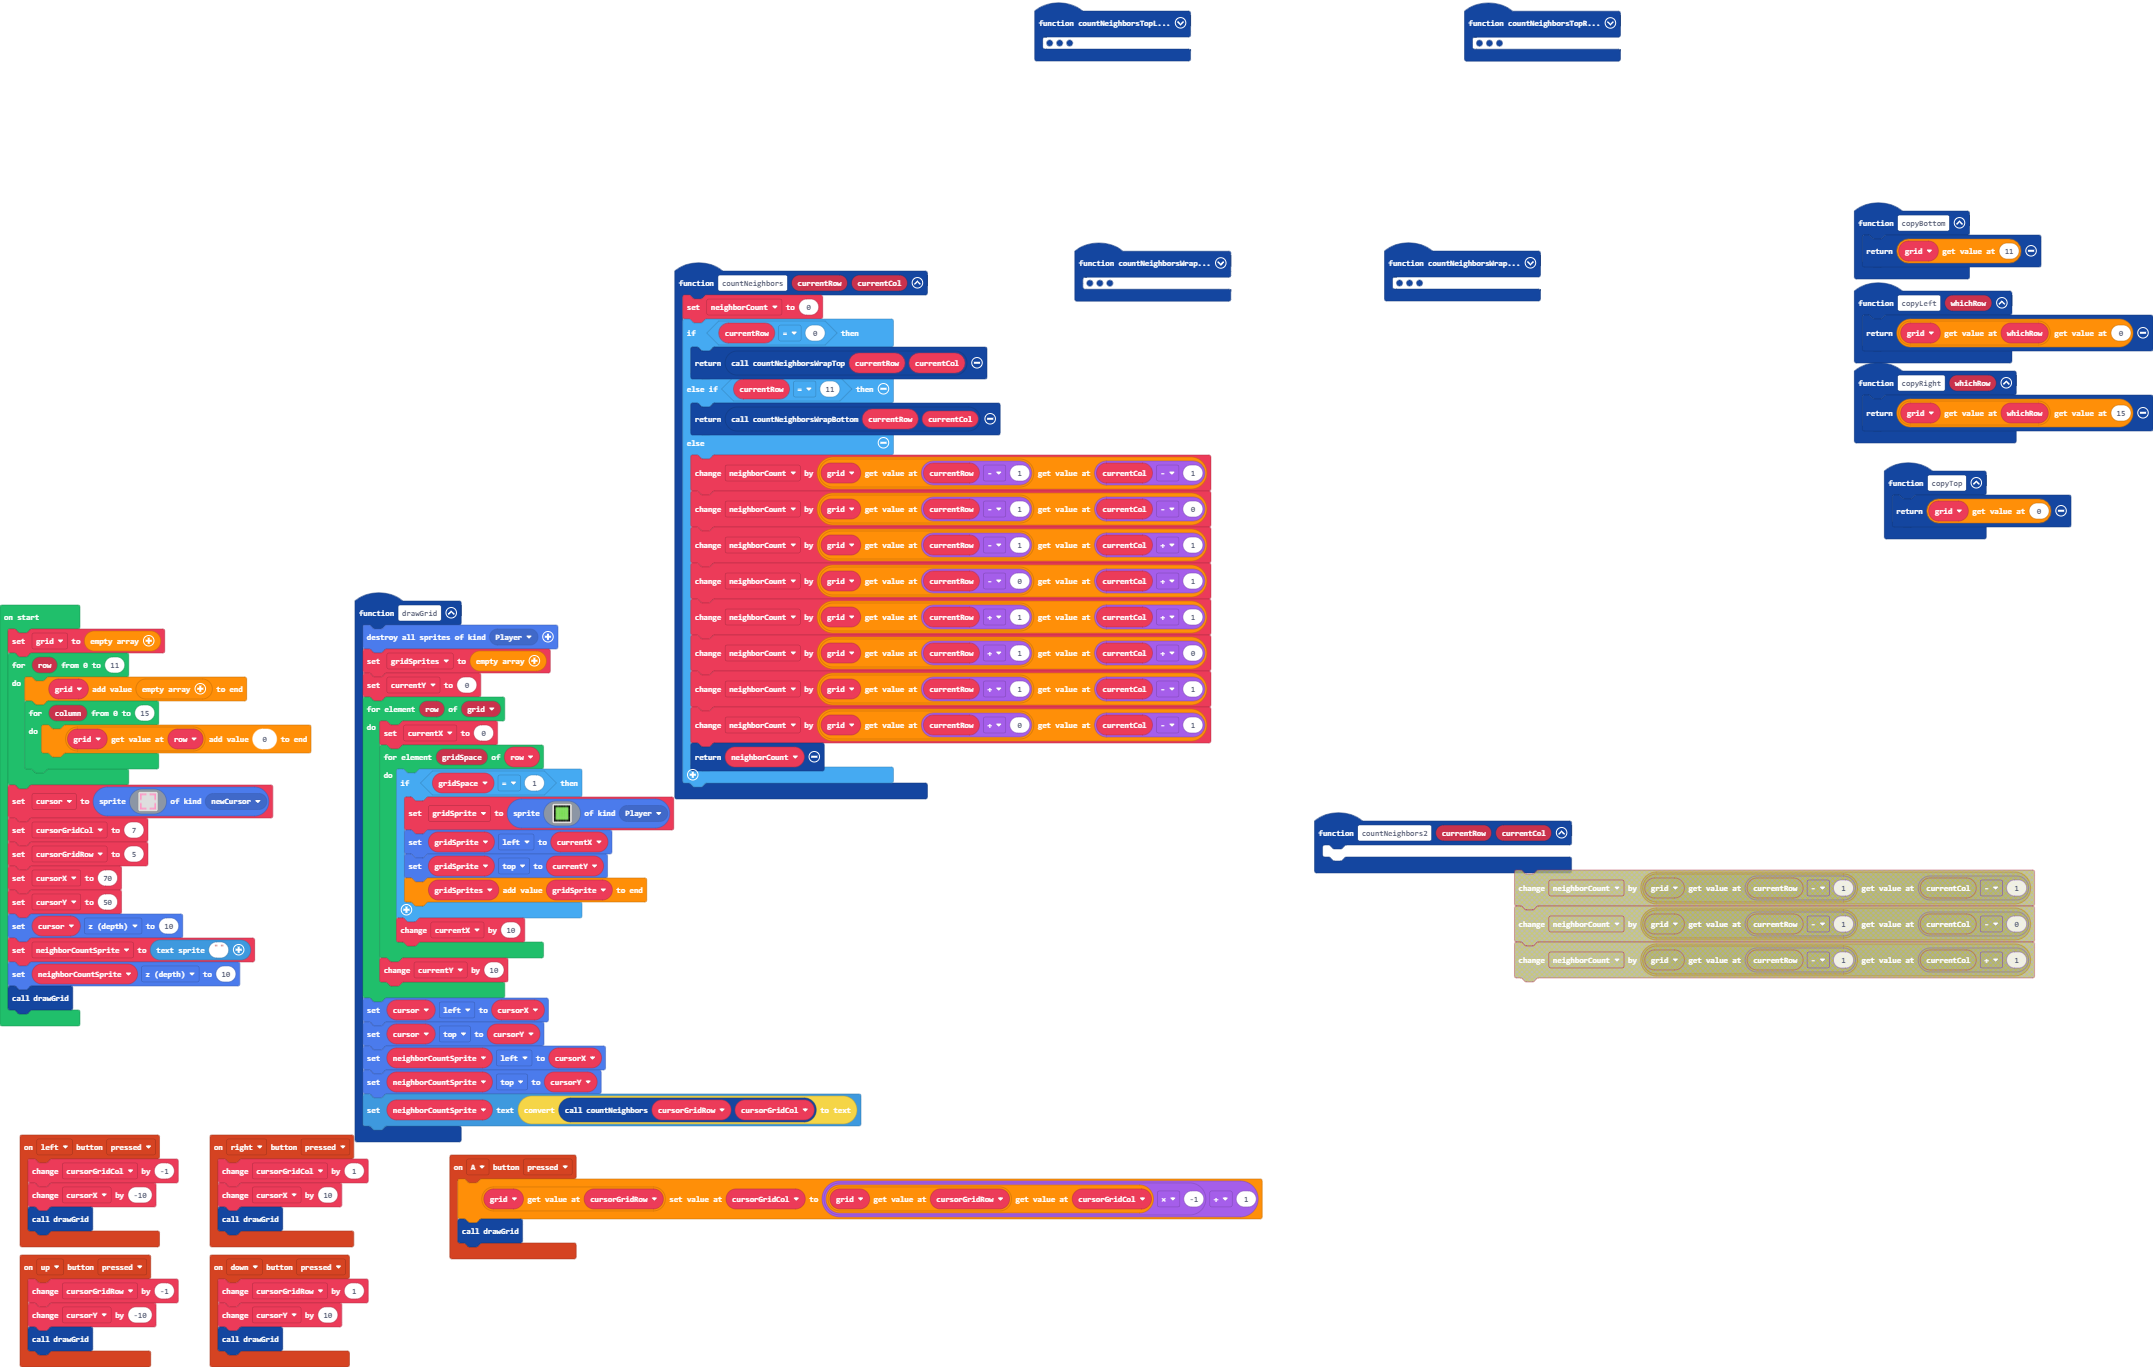 function countNeighborsTopL...
function countNeighborsTopR...
function countNeighborsWrap...
function countNeighborsWrap...
function copyBottom
return grid get value at 11
function copyLeft whichRow
return grid get value at whichRow get value at 0
function copyRight whichRow
return grid get value at whichRow get value at 15
function copyTop
return grid get value at 0
function countNeighbors currentRow currentCol
set neighborCount to 0
if currentRow = 0 then
return call countNeighborsWrapTop currentRow currentCol
else if currentRow = 11 then
return call countNeighborsWrapBottom currentRow currentCol
else
change neighborCount by grid get value at currentRow - 1 get value at currentCol - 1
change neighborCount by grid get value at currentRow - 1 get value at currentCol - 0
change neighborCount by grid get value at currentRow - 1 get value at currentCol + 1
change neighborCount by grid get value at currentRow - 0 get value at currentCol + 1
change neighborCount by grid get value at currentRow + 1 get value at currentCol + 1
change neighborCount by grid get value at currentRow + 1 get value at currentCol + 0
change neighborCount by grid get value at currentRow + 1 get value at currentCol - 1
change neighborCount by grid get value at currentRow + 0 get value at currentCol - 1
return neighborCount
on start
set grid to empty array
for row from 0 to 11
do grid add value empty array to end
for column from 0 to 15
do grid get value at row add value 0 to end
set cursor to sprite of kind newCursor
set cursorGridCol to 7
set cursorGridRow to 5
set cursorX to 70
set cursorY to 50
set cursor z (depth) to 10
set neighborCountSprite to text sprite " "
set neighborCountSprite z (depth) to 10
call drawGrid
function drawGrid
destroy all sprites of kind Player
set gridSprites to empty array
set currentY to 0
for element row of grid
do set currentX to 0
for element gridSpace of row
do if gridSpace = 1 then
set gridSprite to sprite of kind Player
set gridSprite left to currentX
set gridSprite top to currentY
gridSprites add value gridSprite to end
change currentX by 10
change currentY by 10
set cursor left to cursorX
set cursor top to cursorY
set neighborCountSprite left to cursorX
set neighborCountSprite top to cursorY
set neighborCountSprite text convert call countNeighbors cursorGridRow cursorGridCol to text
function countNeighbors2 currentRow currentCol
change neighborCount by grid get value at currentRow - 1 get value at currentCol - 1
change neighborCount by grid get value at currentRow - 1 get value at currentCol - 0
change neighborCount by grid get value at currentRow - 1 get value at currentCol + 1
on left button pressed
change cursorGridCol by -1
change cursorX by -10
call drawGrid
on right button pressed
change cursorGridCol by 1
change cursorX by 10
call drawGrid
on A button pressed
grid get value at cursorGridRow set value at cursorGridCol to grid get value at cursorGridRow get value at cursorGridCol × -1 + 1
call drawGrid
on up button pressed
change cursorGridRow by -1
change cursorY by -10
call drawGrid
on down button pressed
change cursorGridRow by 1
change cursorY by 10
call drawGrid